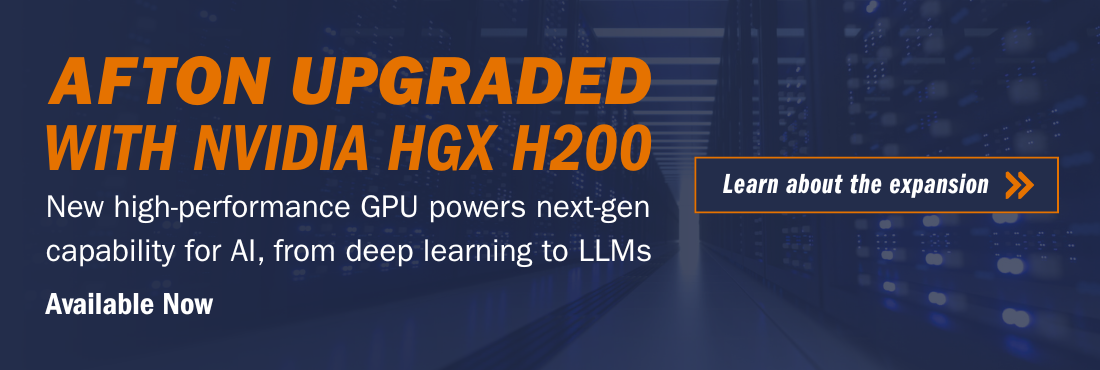 AFTON UPGRADED
WITH NVIDIA HGX H200
New high-performance GPU powers next-gen
capability for AI, from deep learning to LLMs
Available Now
Learn about the expansion